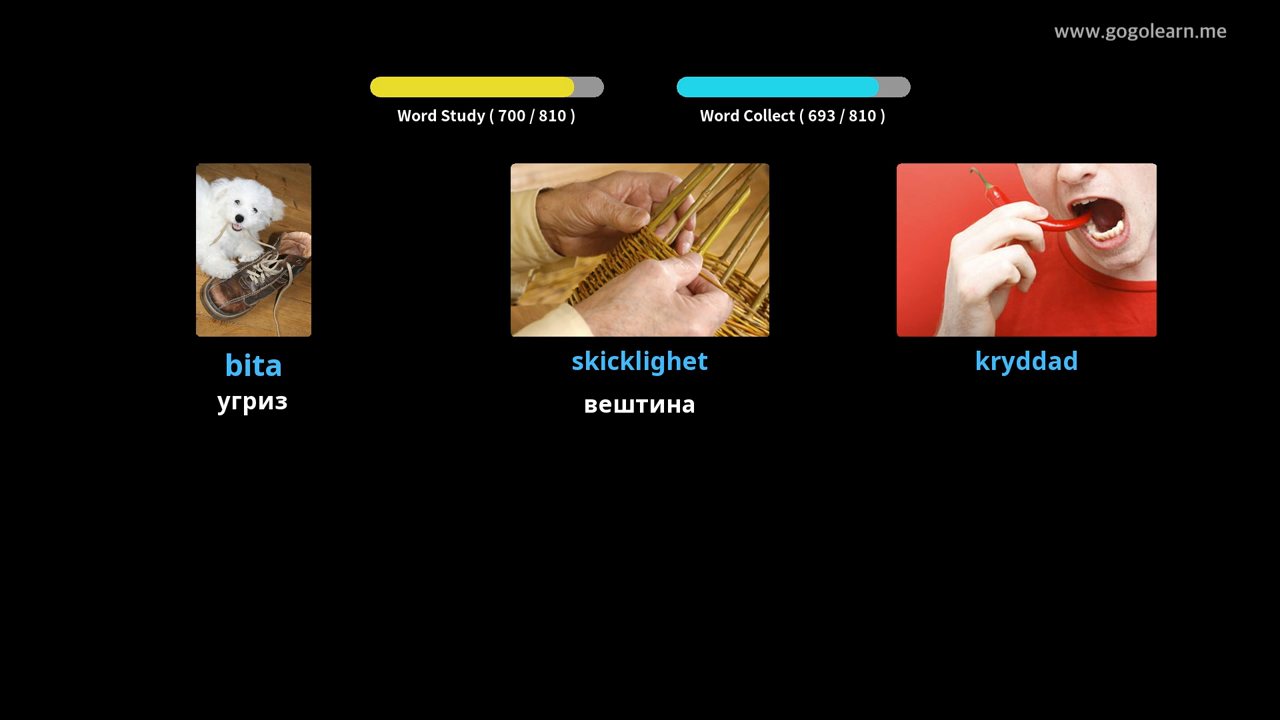 www.gogolearn.me
Word Study ( 700 / 810 )
Word Collect ( 693 / 810 )
bita
угриз
skicklighet
вештина
kryddad